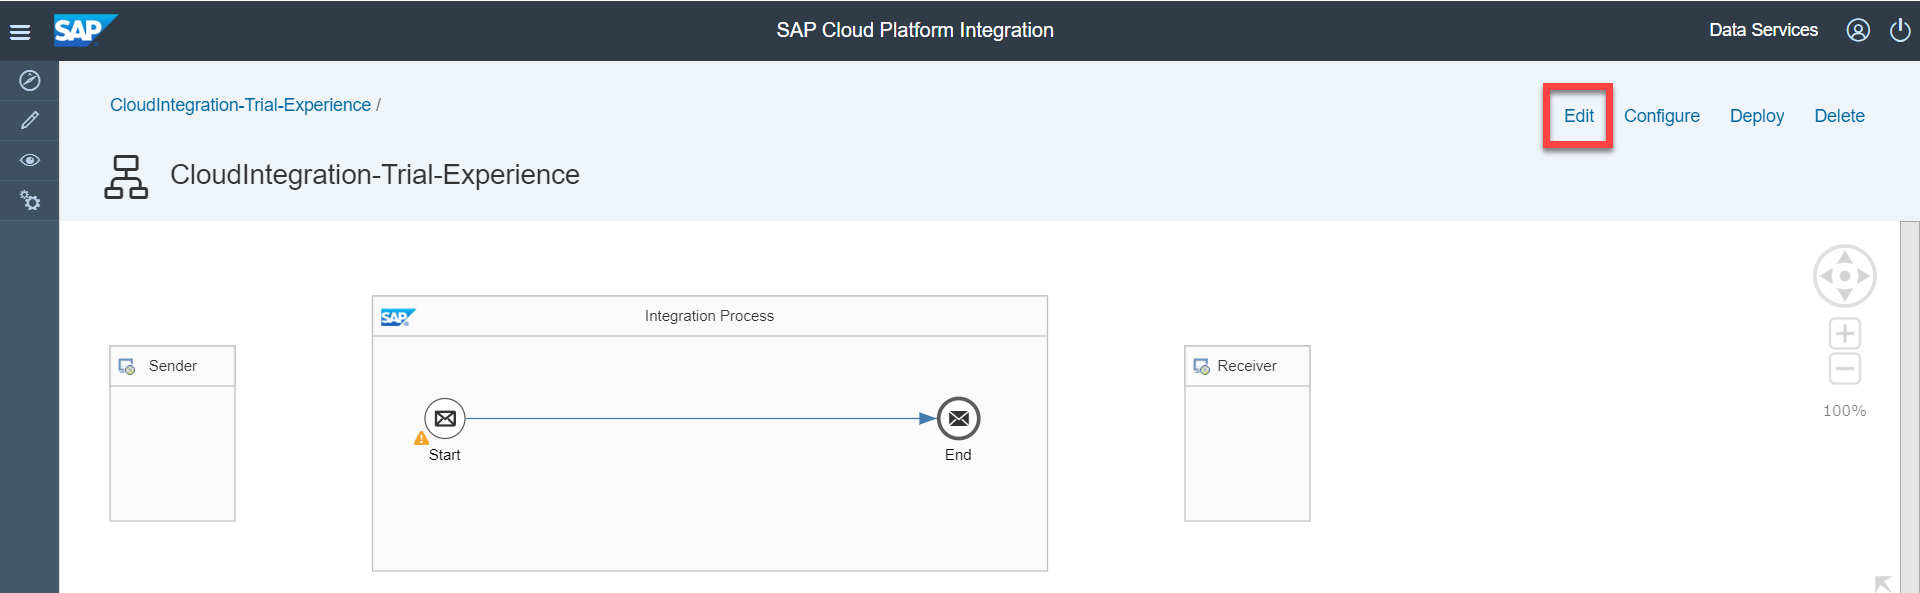 SAP
SAP Cloud Platform Integration
Data Services
CloudIntegration-Trial-Experience /
Edit
Configure
Deploy
Delete
CloudIntegration-Trial-Experience
SAP
Integration Process
Sender
Receiver
100%
Start
End